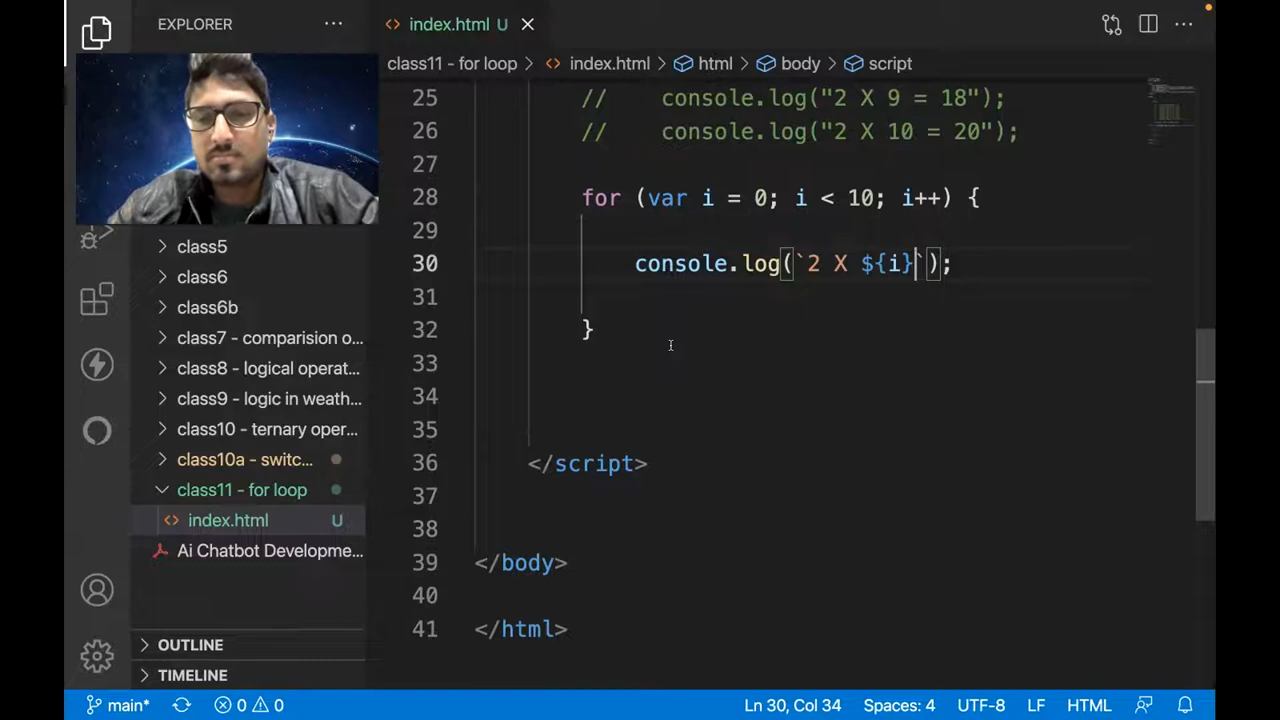 EXPLORER
index.html U
class11 - for loop > index.html > html > body > script
class5
class6
class6b
class7 - comparision o...
class8 - logical operat...
class9 - logic in weath...
class10 - ternary oper...
class10a - switc...
class11 - for loop
index.html U
Ai Chatbot Developme...
OUTLINE
TIMELINE
25 // console.log("2 X 9 = 18");
26 // console.log("2 X 10 = 20");
27
28 for (var i = 0; i < 10; i++) {
29
30 console.log(`2 X ${i}`);
31
32 }
33
34
35
36 </script>
37
38
39 </body>
40
41 </html>
main* 0 0 Ln 30, Col 34 Spaces: 4 UTF-8 LF HTML